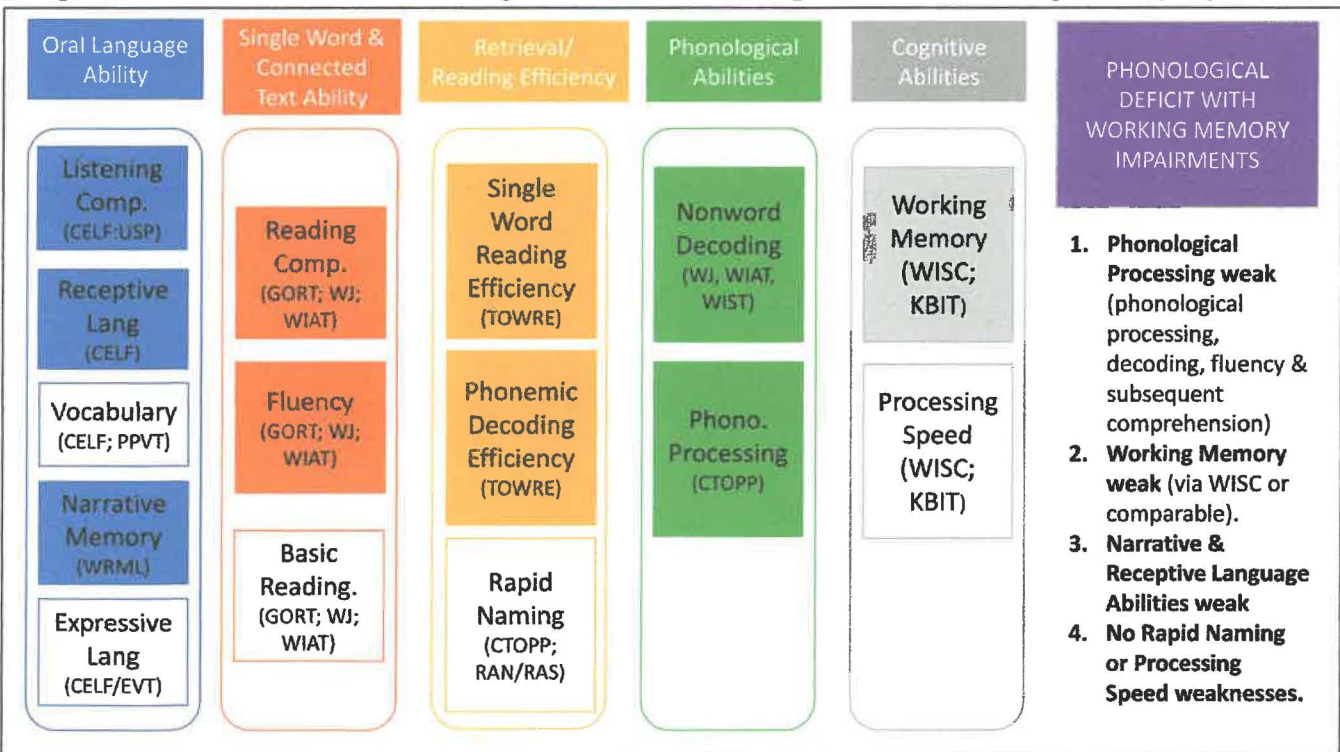 Oral Language
Ability
Single Word &
Connected
Text Ability
Retrieval/
Reading Efficiency
Phonological
Abilities
Cognitive
Abilities
Listening
Comp.
(CELF:USP)
Receptive
Lang
(CELF)
Vocabulary
(CELF; PPVT)
Narrative
Memory
(WRML)
Expressive
Lang
(CELF/EVT)
Reading
Comp.
(GORT; WJ;
WIAT)
Fluency
(GORT; WJ;
WIAT)
Basic
Reading.
(GORT; WJ;
WIAT)
Single
Word
Reading
Efficiency
(TOWRE)
Phonemic
Decoding
Efficiency
(TOWRE)
Rapid
Naming
(CTOPP;
RAN/RAS)
Nonword
Decoding
(WJ, WIAT,
WIST)
Phono.
Processing
(CTOPP)
Working
Memory
(WISC;
KBIT)
Processing
Speed
(WISC;
KBIT)
PHONOLOGICAL
DEFICIT WITH
WORKING MEMORY
IMPAIRMENTS
1. Phonological
Processing weak
(phonological
processing,
decoding, fluency &
subsequent
comprehension)
2. Working Memory
weak (via WISC or
comparable).
3. Narrative &
Receptive Language
Abilities weak
4. No Rapid Naming
or Processing
Speed weaknesses.